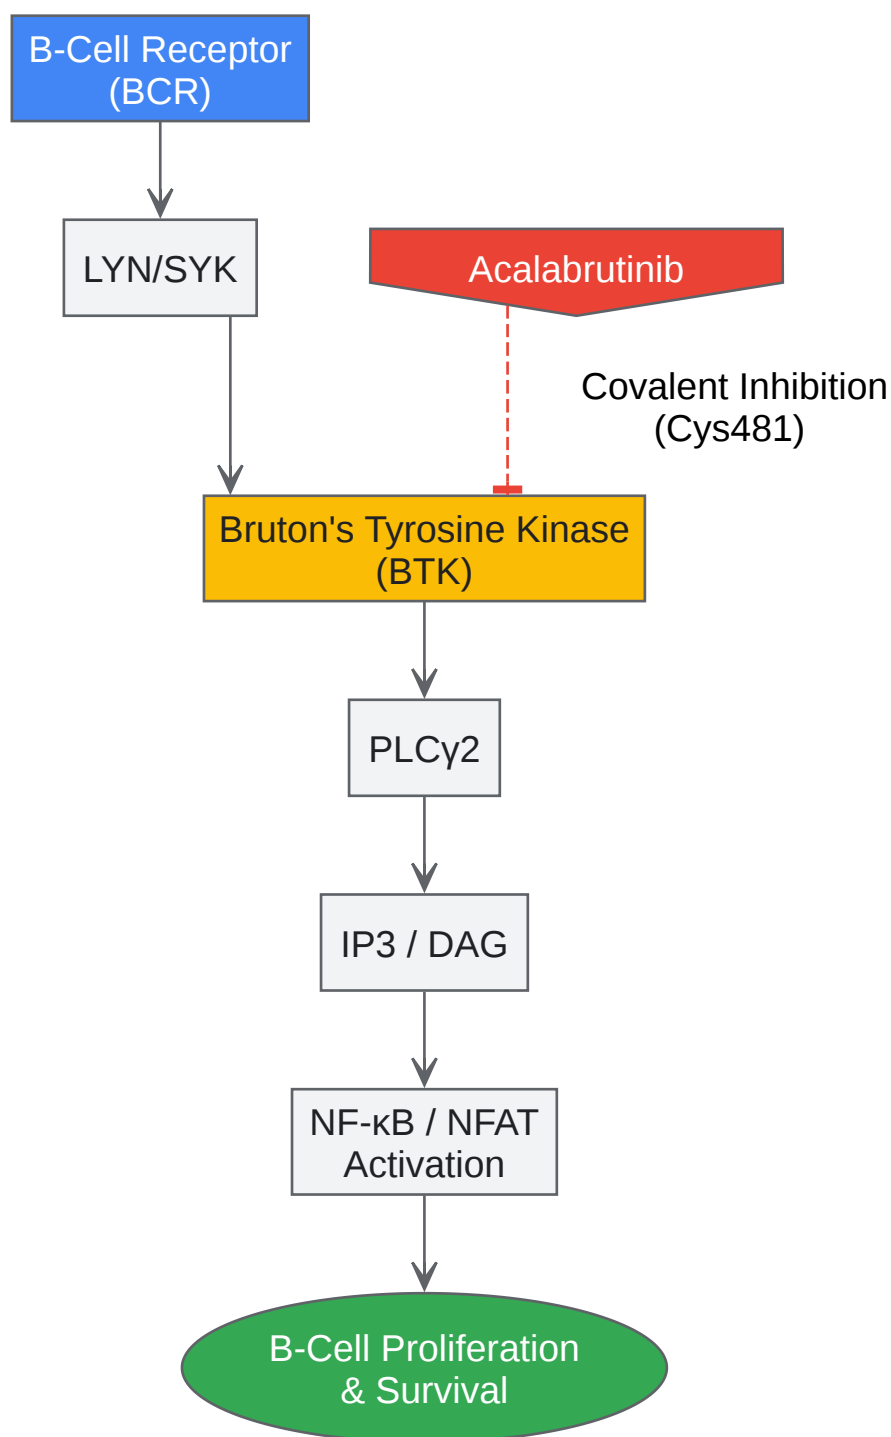 B-Cell Receptor
(BCR)
LYN/SYK
Acalabrutinib
Covalent Inhibition
(Cys481)
Bruton's Tyrosine Kinase
(BTK)
PLCγ2
IP3 / DAG
NF-κB / NFAT
Activation
B-Cell Proliferation
& Survival